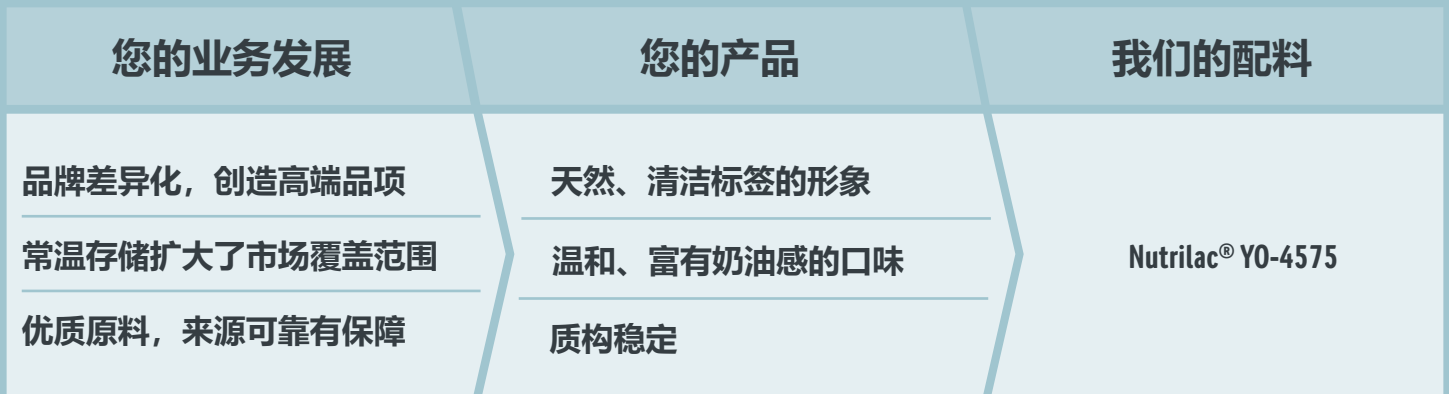 您的业务发展
您的产品
我们的配料
品牌差异化，创造高端品项
常温存储扩大了市场覆盖范围
优质原料，来源可靠有保障
天然、清洁标签的形象
温和、富有奶油感的口味
质构稳定
Nutrilac® YO-4575